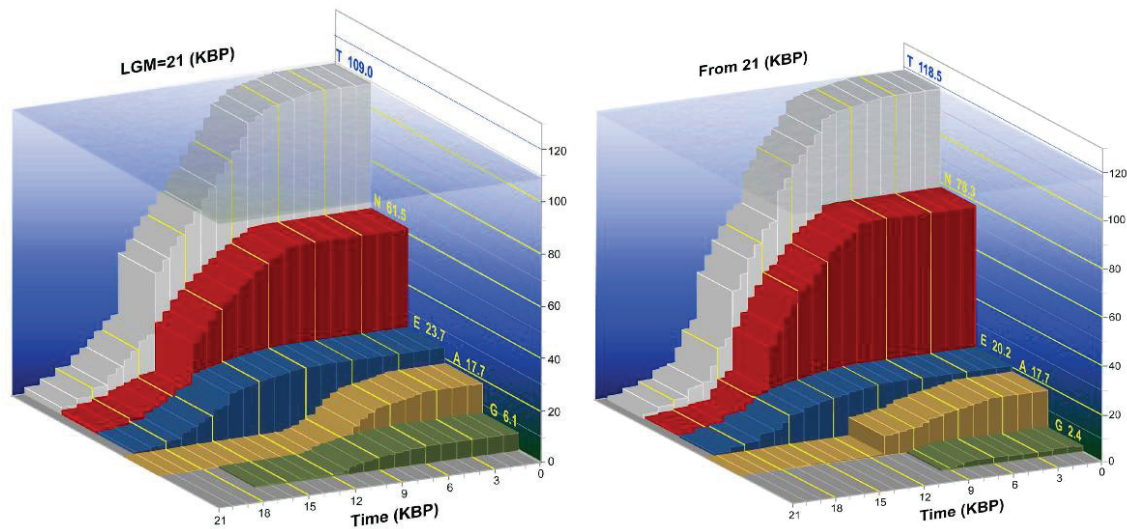 LGM=21 (KBP)
T 109.0
N 61.5
E 23.7
A 17.7
G 6.1
120
100
80
60
40
20
0
21
18
15
12
9
6
3
0
Time (KBP)
From 21 (KBP)
T 118.5
N 78.3
E 20.2
A 17.7
G 2.4
120
100
80
60
40
20
0
21
18
15
12
9
6
3
0
Time (KBP)